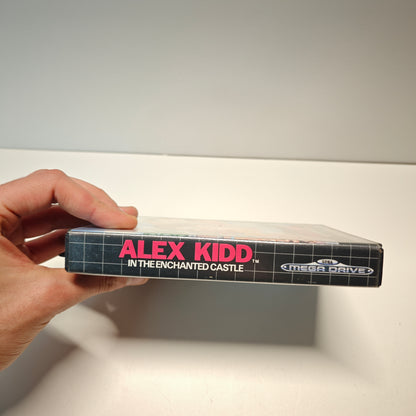 ALEX KIDD™
IN THE ENCHANTED CASTLE
SEGA
MEGA DRIVE